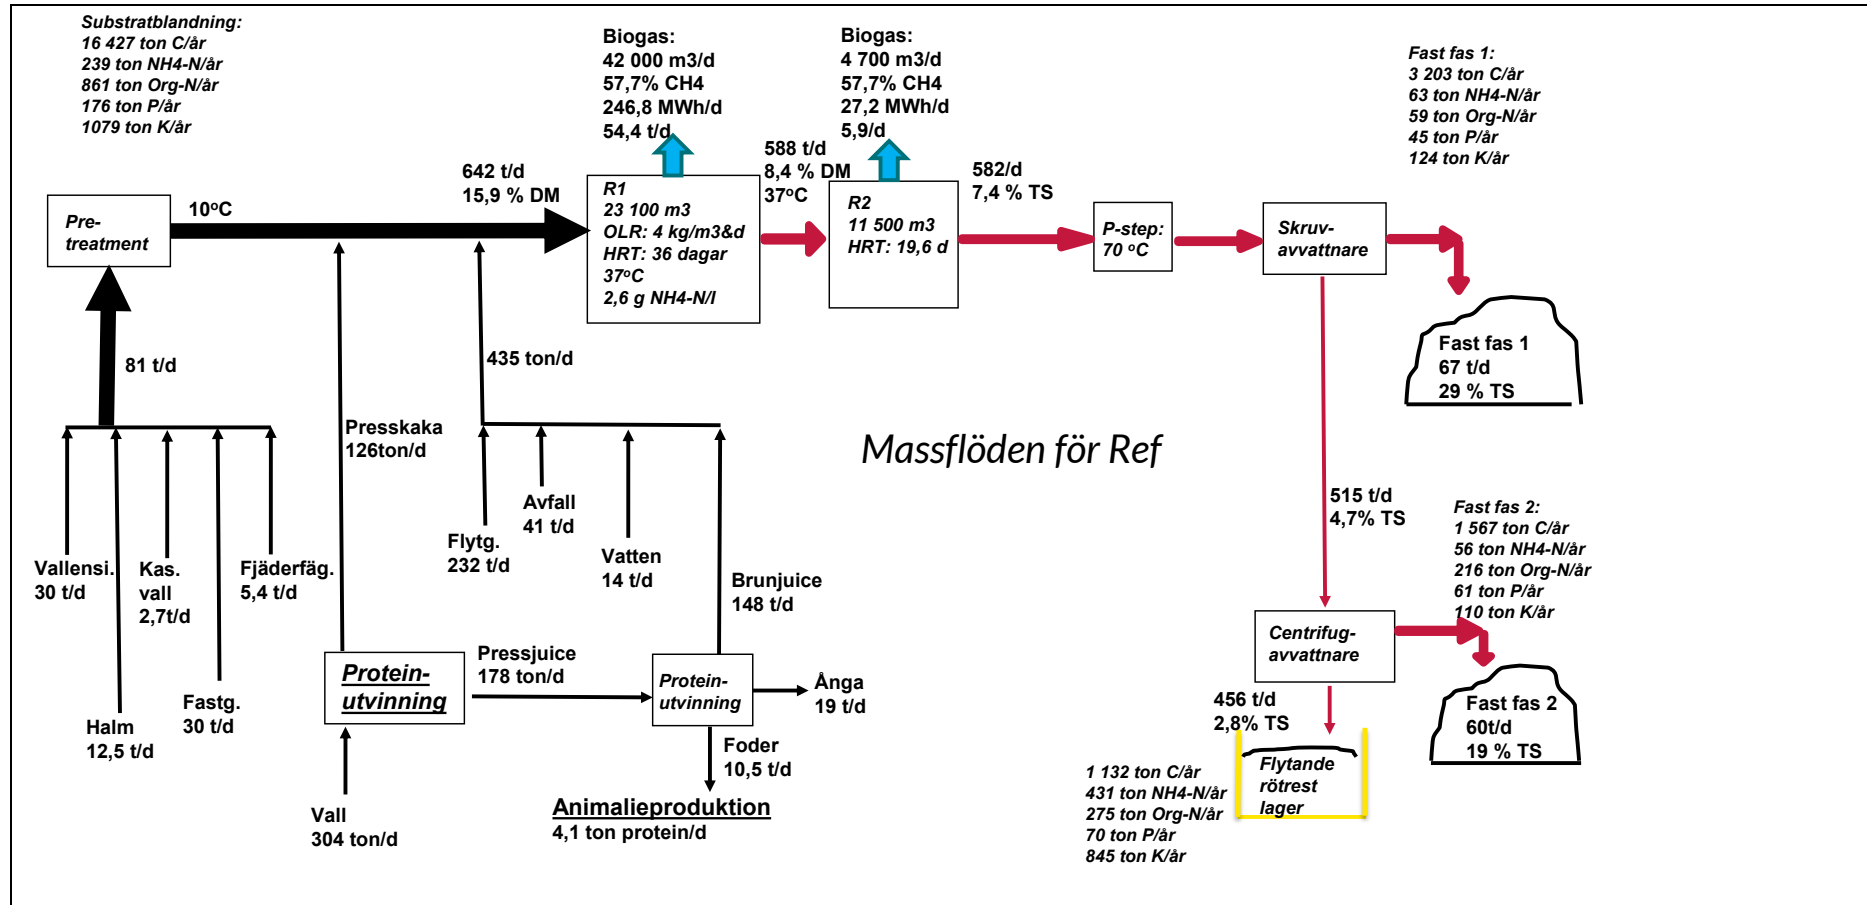 Substratblandning:
16 427 ton C/år
239 ton NH4-N/år
861 ton Org-N/år
176 ton P/år
1079 ton K/år
Biogas:
42 000 m3/d
57,7% CH4
246,8 MWh/d
54,4 t/d
Biogas:
4 700 m3/d
57,7% CH4
27,2 MWh/d
5,9/d
Fast fas 1:
3 203 ton C/år
63 ton NH4-N/år
59 ton Org-N/år
45 ton P/år
124 ton K/år
Pre-
treatment
10°C
642 t/d
15,9 % DM
R1
23 100 m3
OLR: 4 kg/m3&d
HRT: 36 dagar
37°C
2,6 g NH4-N/l
588 t/d
8,4 % DM
37°C
R2
11 500 m3
HRT: 19,6 d
582/d
7,4 % TS
P-step:
70 °C
Skruv-
avvattnare
Fast fas 1
67 t/d
29 % TS
81 t/d
435 ton/d
Presskaka
126ton/d
Massflöden för Ref
Vallensi.
30 t/d
Halm
12,5 t/d
Kas.
vall
2,7t/d
Fastg.
30 t/d
Fjäderfäg.
5,4 t/d
Flytg.
232 t/d
Avfall
41 t/d
Vatten
14 t/d
Brunjuice
148 t/d
515 t/d
4,7% TS
Fast fas 2:
1 567 ton C/år
56 ton NH4-N/år
216 ton Org-N/år
61 ton P/år
110 ton K/år
Protein-
utvinning
Pressjuice
178 ton/d
Protein-
utvinning
Ånga
19 t/d
Foder
10,5 t/d
Animalieproduktion
4,1 ton protein/d
Vall
304 ton/d
Centrifug-
avvattnare
456 t/d
2,8% TS
Fast fas 2
60t/d
19 % TS
Flytande
rötrest
lager
1 132 ton C/år
431 ton NH4-N/år
275 ton Org-N/år
70 ton P/år
845 ton K/år